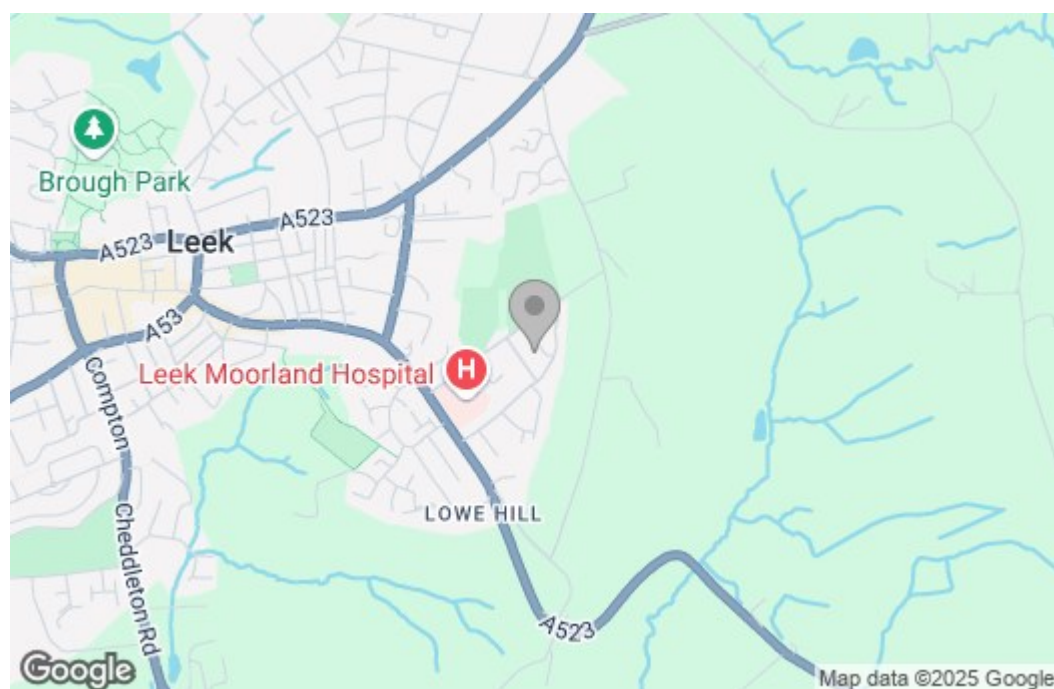 Brough Park
A523
Leek
A523
A53
Leek Moorland Hospital
H
Compton
Cheddleton Rd
LOWE HILL
A523
Google
Map data ©2025 Google